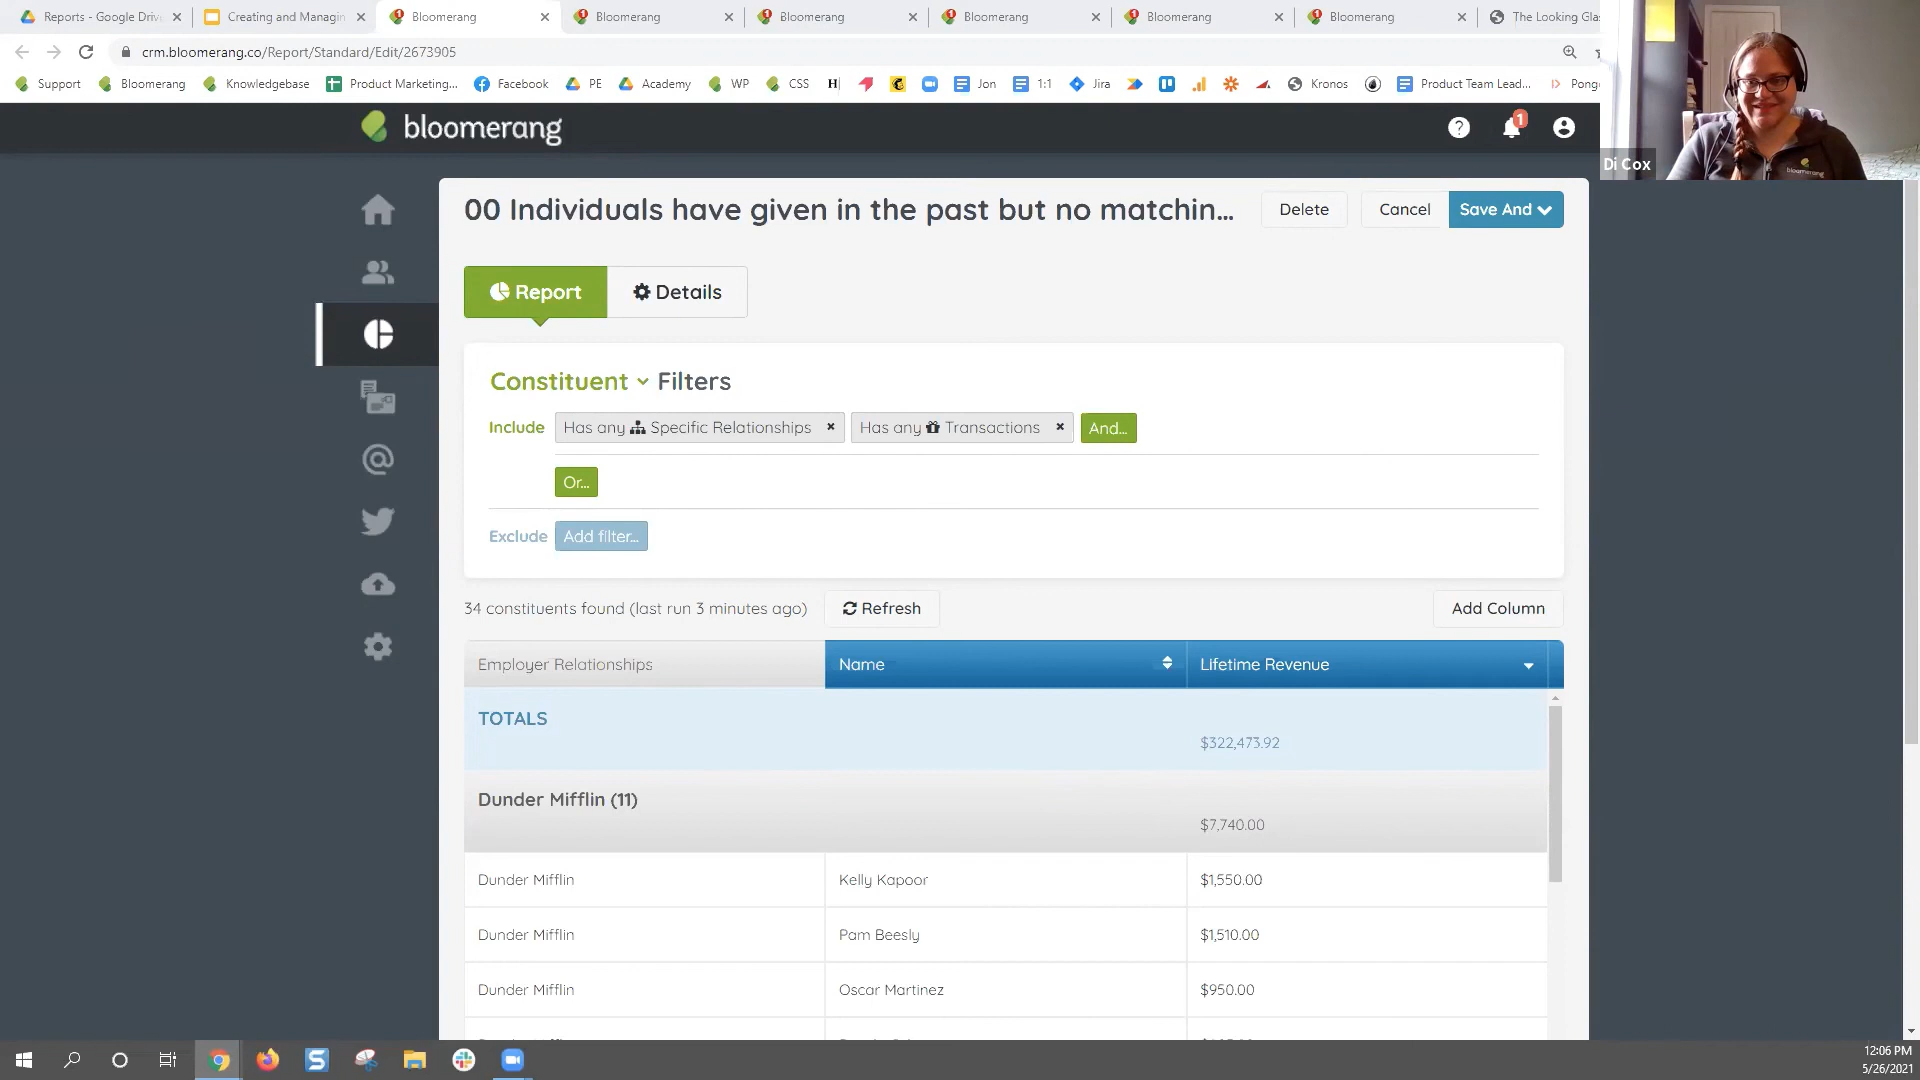 Reports - Google Driv
Creating and Managin
Bloomerang
Bloomerang
Bloomerang
Bloomerang
Bloomerang
Bloomerang
The Looking Glas
crm.bloomerang.co/Report/Standard/Edit/2673905
Support
Bloomerang
Knowledgebase
Product Marketing...
Facebook
PE
Academy
WP
CSS
H
Jon
1:1
Jira
Kronos
Product Team Lead...
Pong
bloomerang
? 1
Di Cox
bloomerang
00 Individuals have given in the past but no matchin...
Delete
Cancel
Save And
Report
Details
Constituent Filters
Include Has any Specific Relationships × Has any Transactions × And...
Or...
Exclude Add filter...
34 constituents found (last run 3 minutes ago)
Refresh
Add Column
Employer Relationships Name Lifetime Revenue
TOTALS
$322,473.92
Dunder Mifflin (11)
$7,740.00
Dunder Mifflin Kelly Kapoor $1,550.00
Dunder Mifflin Pam Beesly $1,510.00
Dunder Mifflin Oscar Martinez $950.00
12:06 PM
5/26/2021